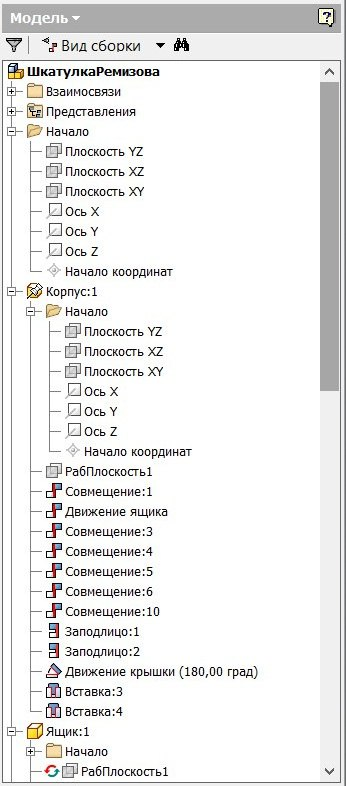 Модель
Вид сборки
ШкатулкаРемизова
Взаимосвязи
Представления
Начало
Плоскость YZ
Плоскость XZ
Плоскость XY
Ось X
Ось Y
Ось Z
Начало координат
Корпус:1
Начало
Плоскость YZ
Плоскость XZ
Плоскость XY
Ось X
Ось Y
Ось Z
Начало координат
РабПлоскость1
Совмещение:1
Движение ящика
Совмещение:3
Совмещение:4
Совмещение:5
Совмещение:6
Совмещение:10
Заподлицо:1
Заподлицо:2
Движение крышки (180,00 град)
Вставка:3
Вставка:4
Ящик:1
Начало
РабПлоскость1